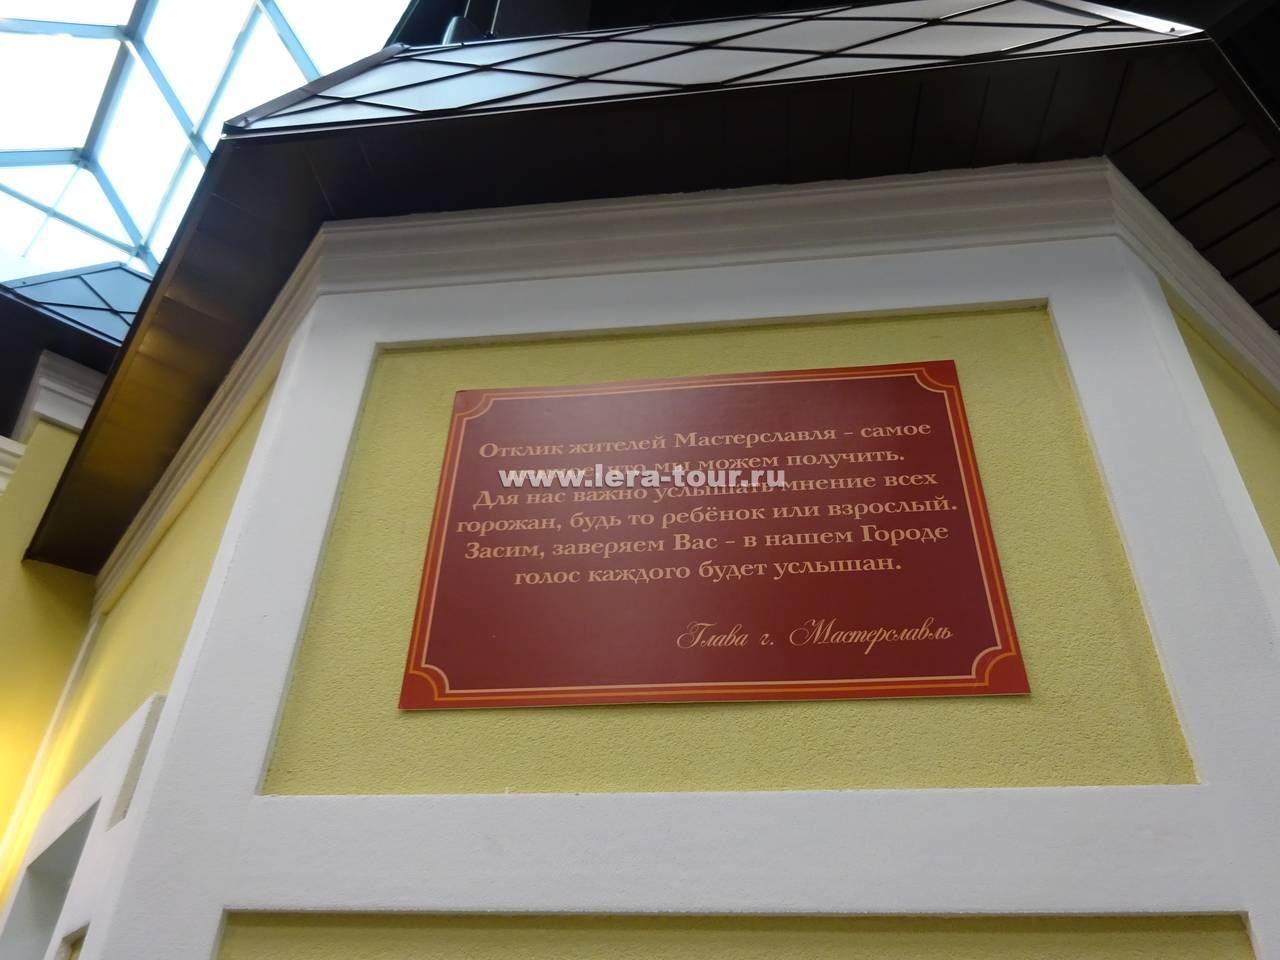 Отклик жителей Мастерславля – самое
что мы можем получить.
www.lera-tour.ru
Для нас важно услышать мнение всех
горожан, будь то ребёнок или взрослый.
Засим, заверяем Вас – в нашем Городе
голос каждого будет услышан.
Глава г. Мастерславль